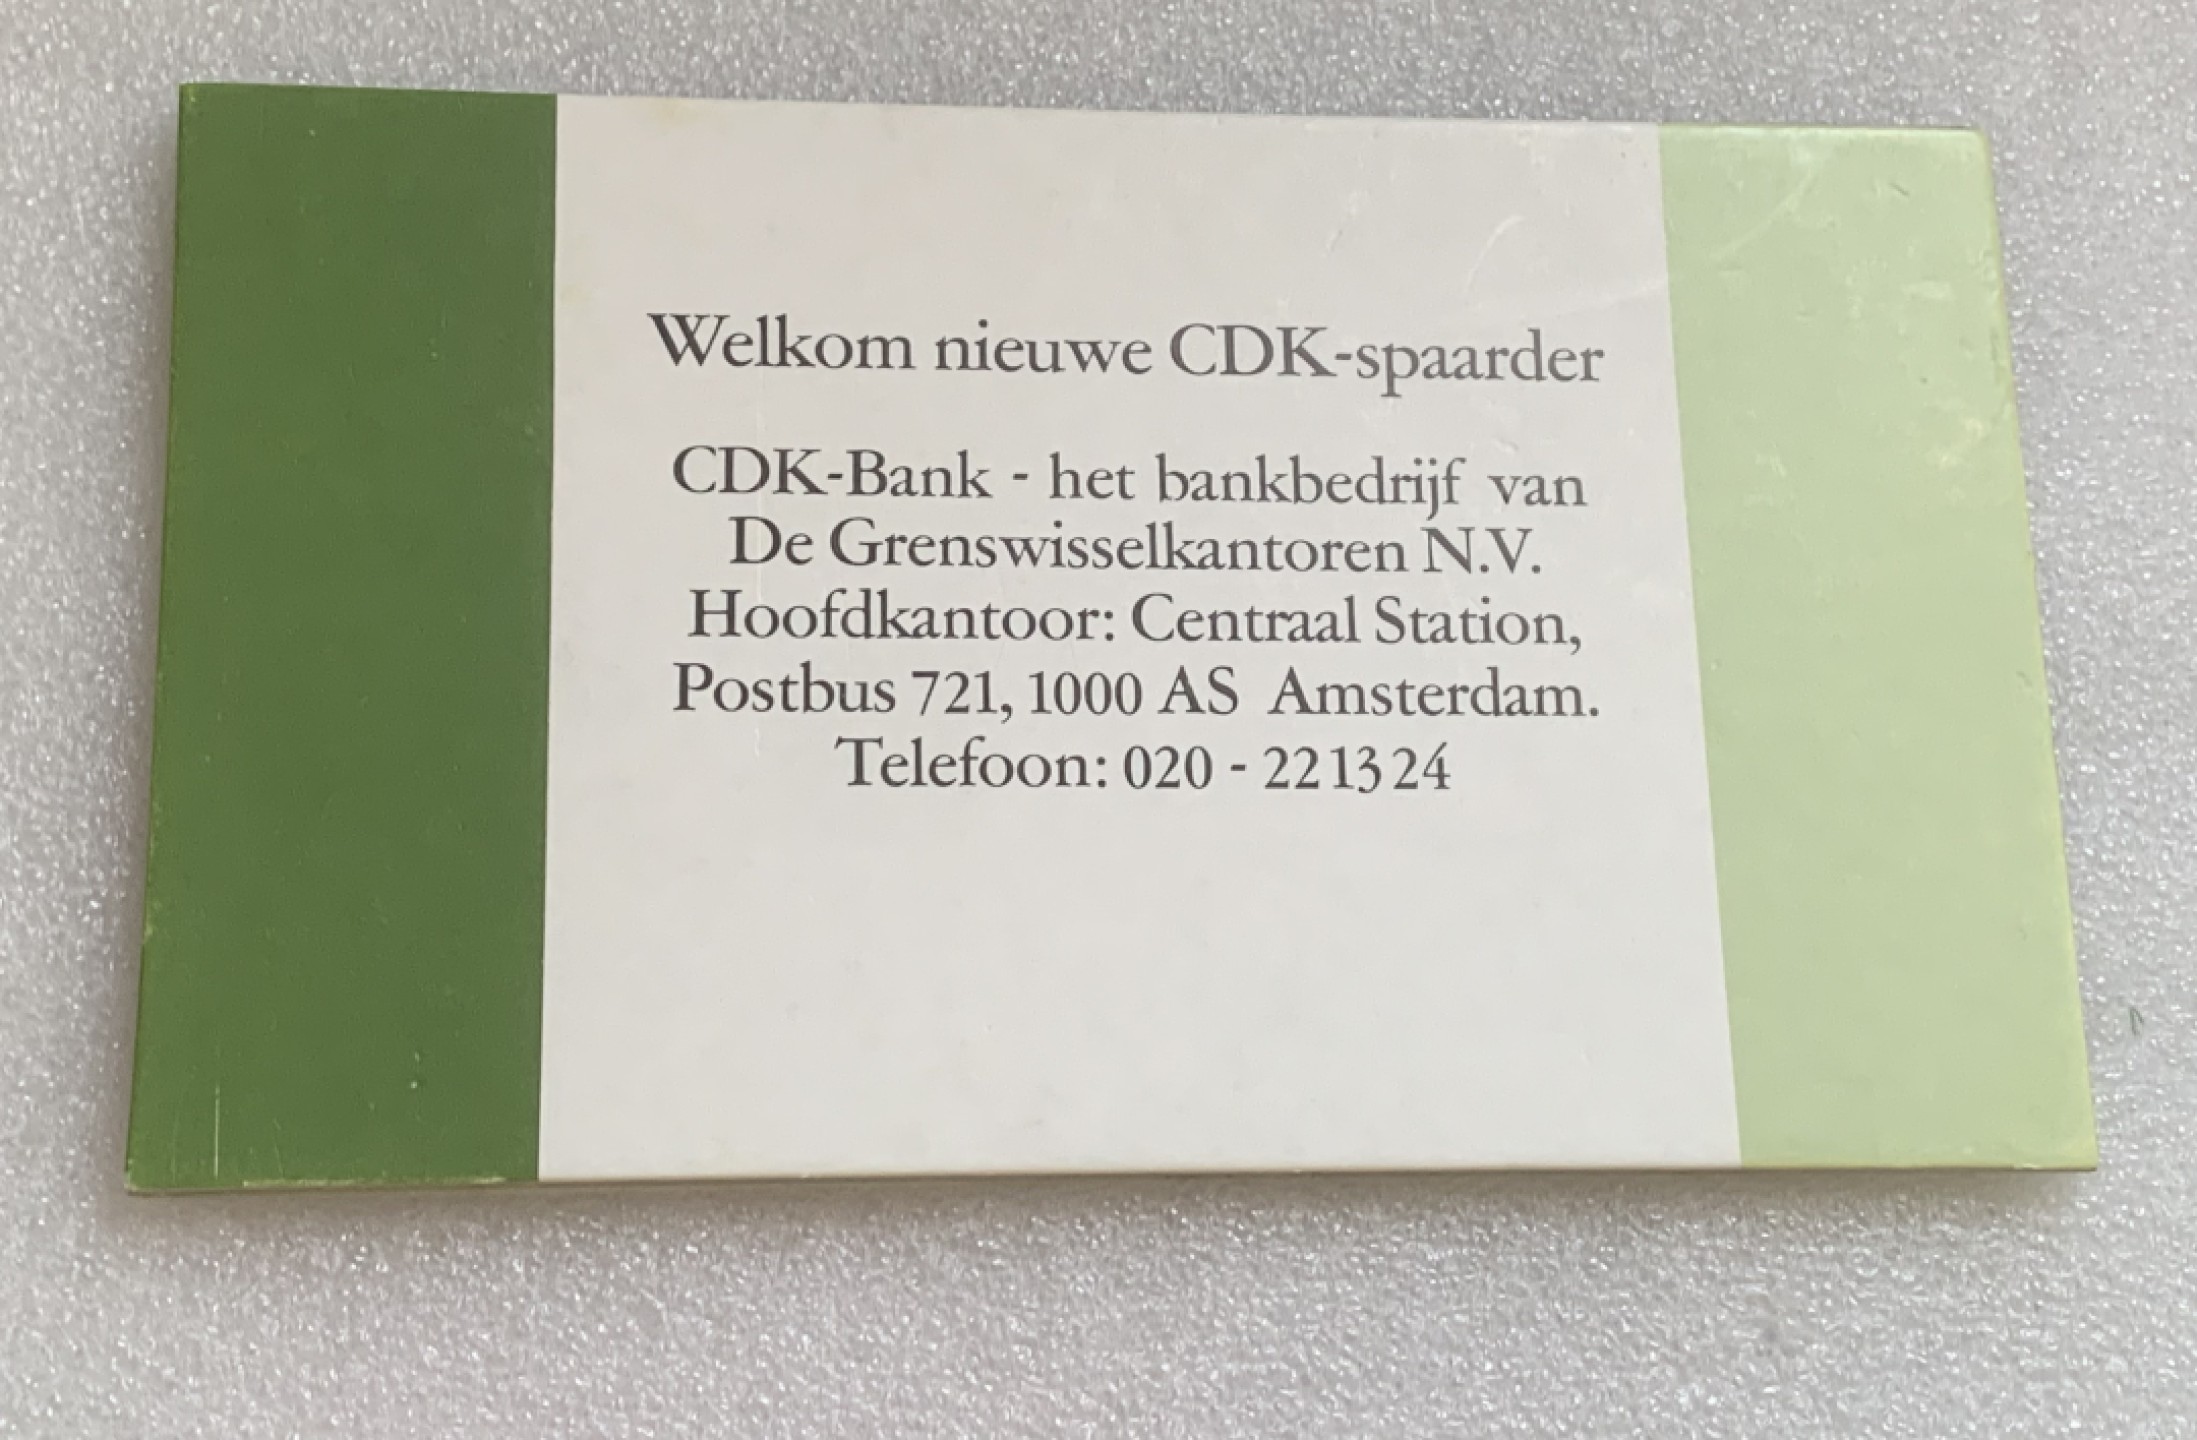 Welkom nieuwe CDK-spaarder
CDK-Bank - het bankbedrijf van
De Grenswisselkantoren N.V.
Hoofdkantoor: Centraal Station,
Postbus 721, 1000 AS Amsterdam.
Telefoon: 020 - 22 13 24